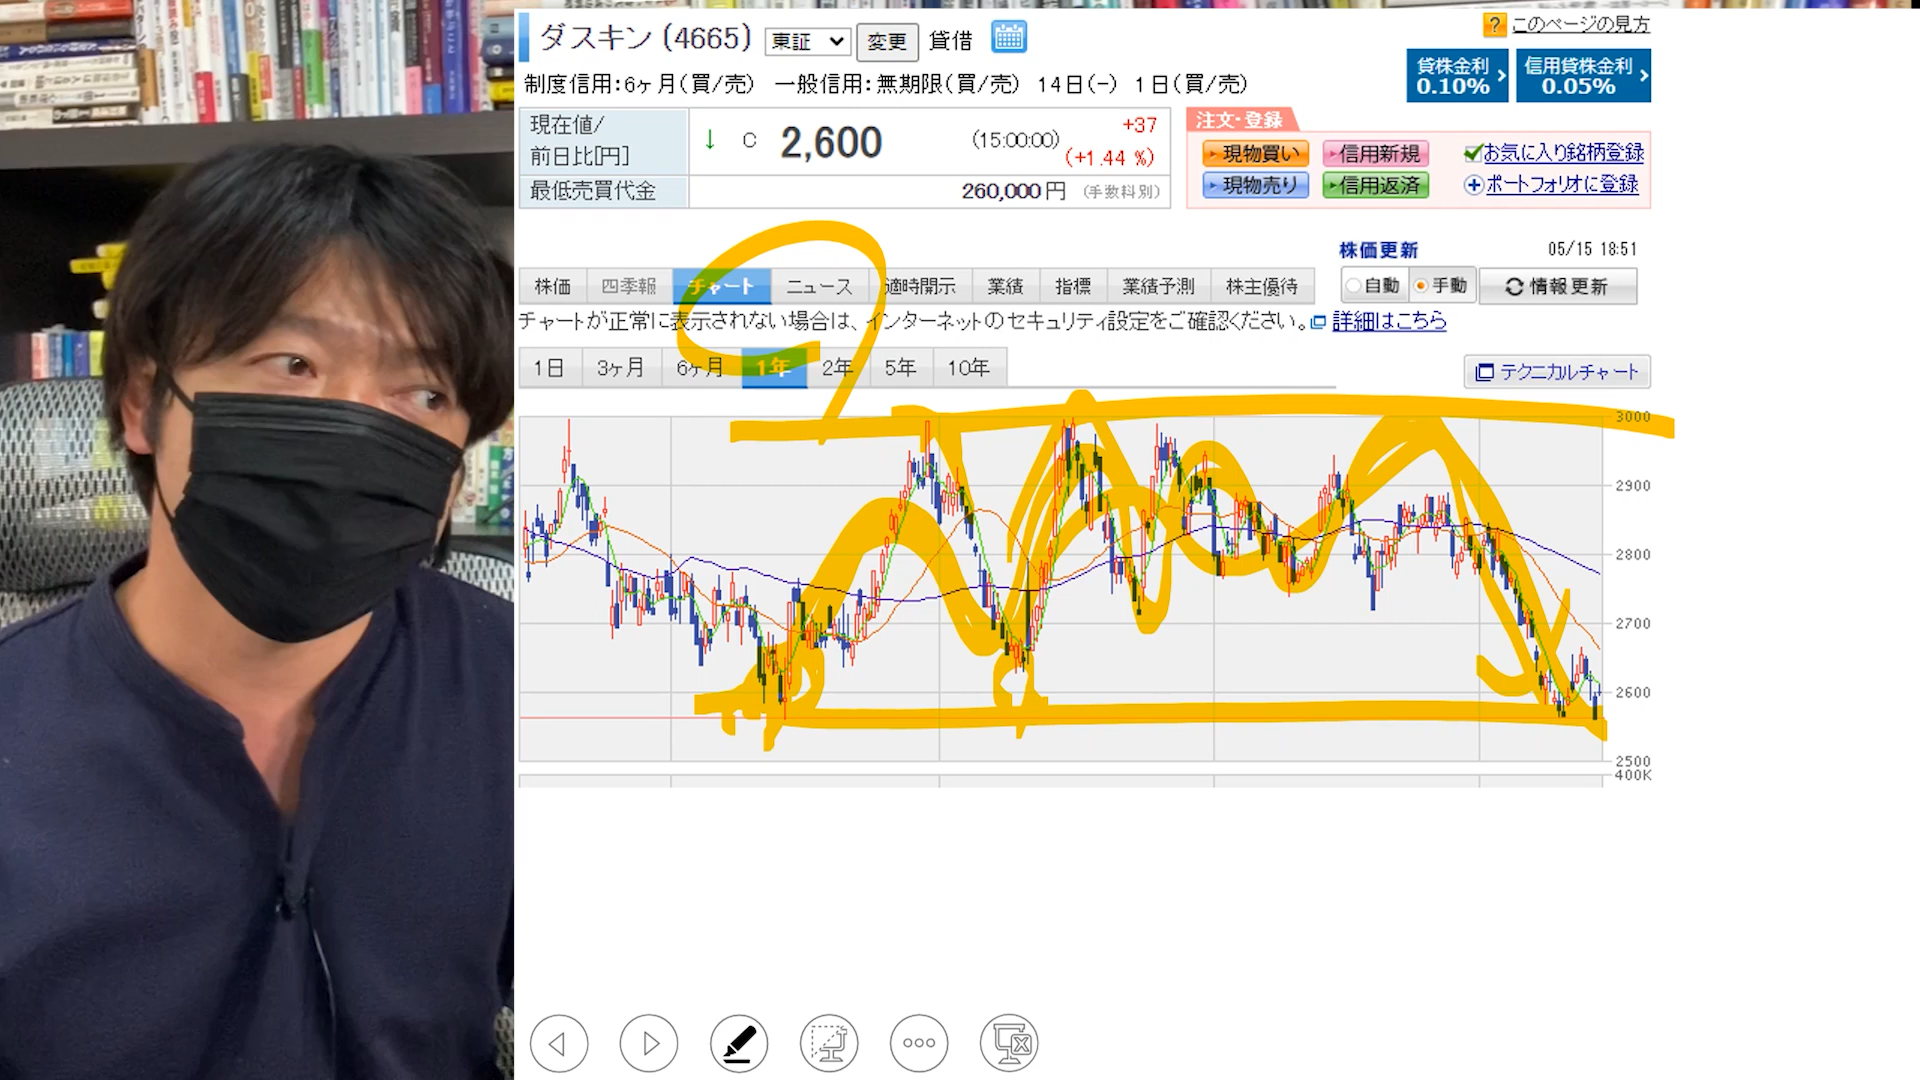 ダスキン (4665) 東証 変更 貸借
? このページの見方
制度信用:6ヶ月(買/売) 一般信用:無期限(買/売) 14日(-) 1日(買/売)
貸株金利 0.10%
信用貸株金利 0.05%
現在値/前日比[円] ↓ C 2,600 (15:00:00) +37 (+1.44 %)
最低売買代金 260,000円 (手数料別)
注文・登録
現物買い 信用新規 お気に入り銘柄登録
現物売り 信用返済 ポートフォリオに登録
株価更新 05/15 18:51
株価 四季報 チャート ニュース 適時開示 業績 指標 業績予測 株主優待
自動 手動 情報更新
チャートが正常に表示されない場合は、インターネットのセキュリティ設定をご確認ください。 詳細はこちら
1日 3ヶ月 6ヶ月 1年 2年 5年 10年
テクニカルチャート
3000
2900
2800
2700
2600
2500
400K